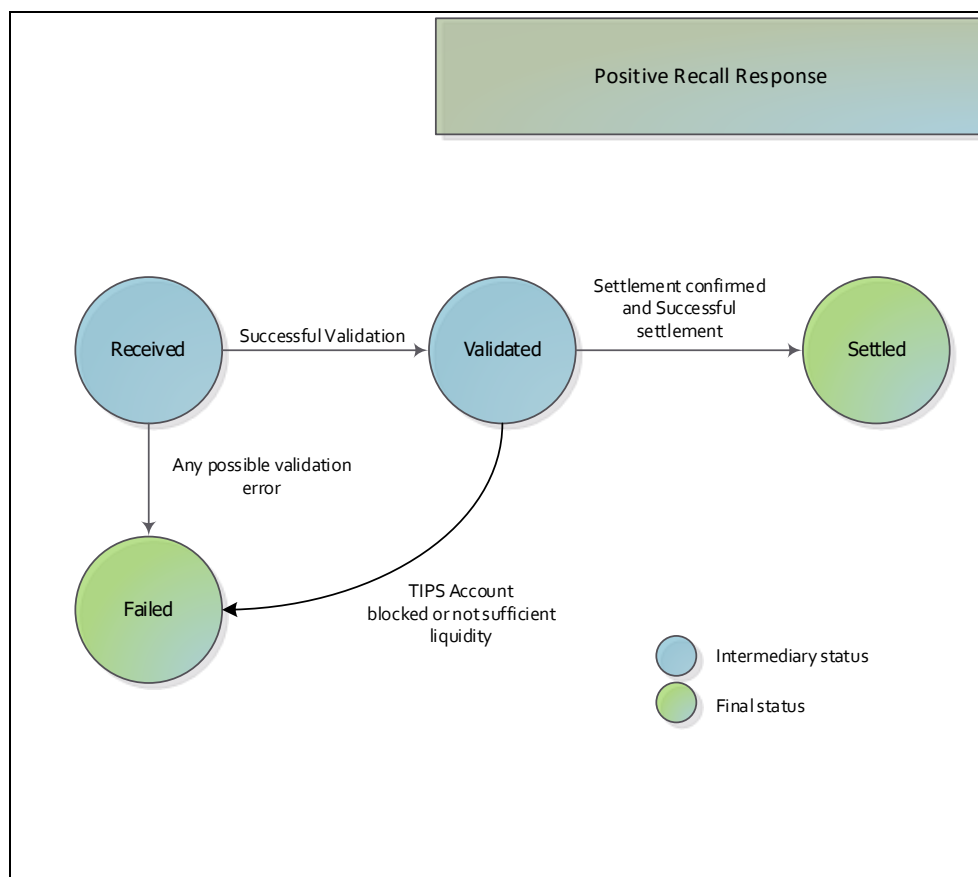 Positive Recall Response
Settlement confirmed
and Successful
settlement
Received
Successful Validation
Validated
Settled
Any possible validation
error
Failed
TIPS Account
blocked or not sufficient
liquidity
Intermediary status
Final status